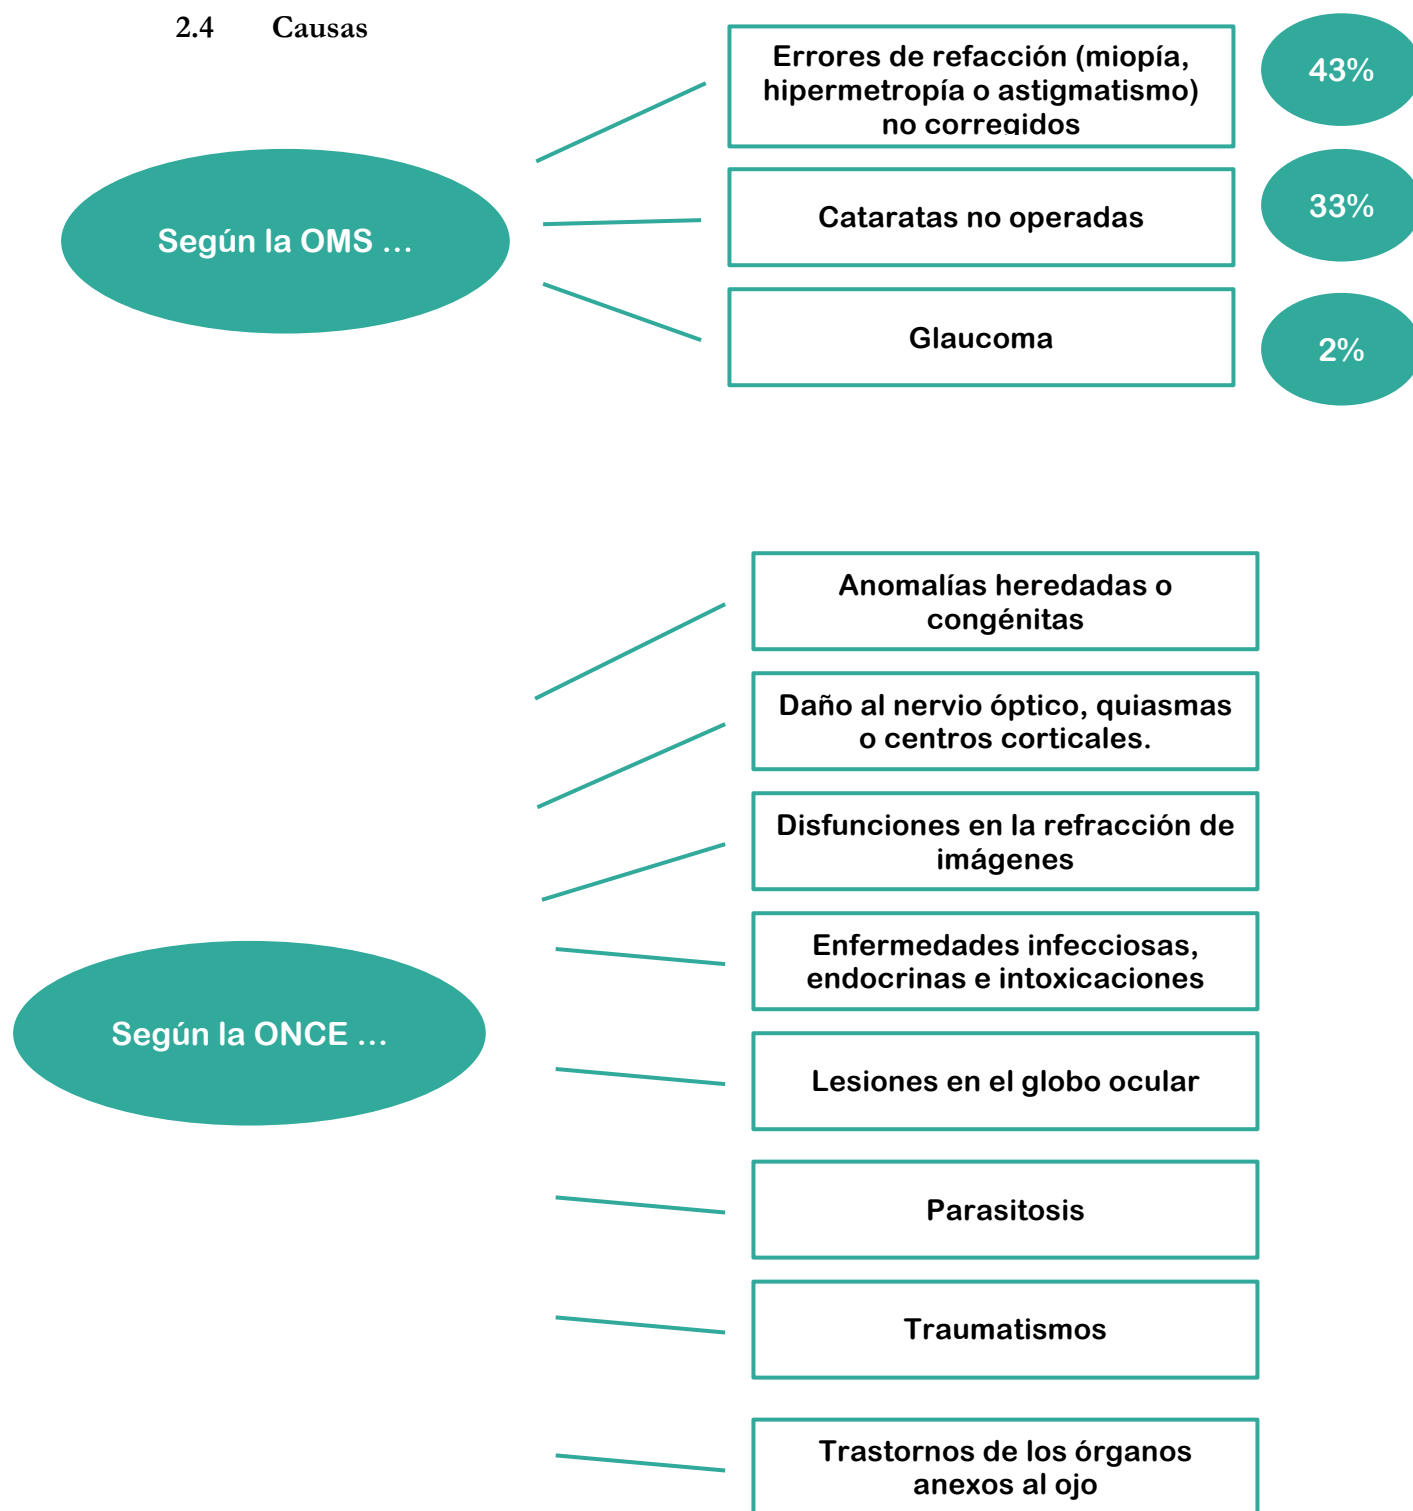 2.4 Causas
Según la OMS ...
Errores de refacción (miopía,
hipermetropía o astigmatismo)
no corregidos
43%
Cataratas no operadas
33%
Glaucoma
2%
Según la ONCE ...
Anomalías heredadas o
congénitas
Daño al nervio óptico, quiasmas
o centros corticales.
Disfunciones en la refracción de
imágenes
Enfermedades infecciosas,
endocrinas e intoxicaciones
Lesiones en el globo ocular
Parasitosis
Traumatismos
Trastornos de los órganos
anexos al ojo